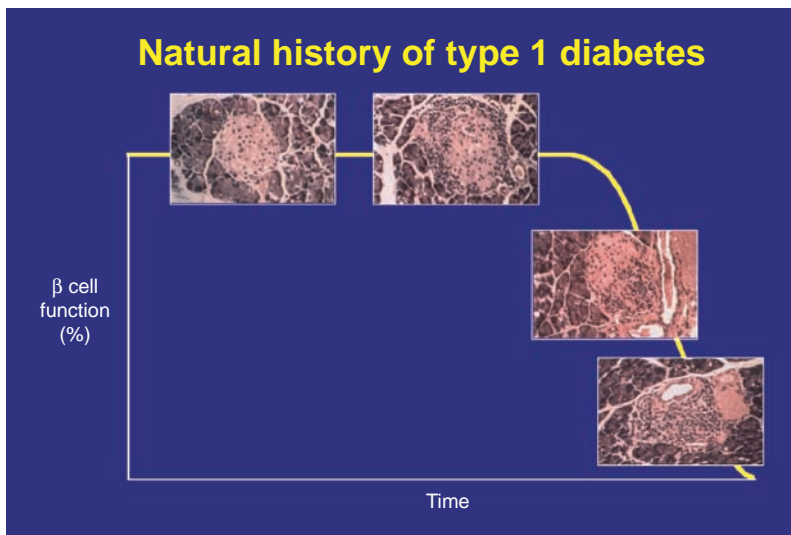 Natural history of type 1 diabetes
β cell
function
(%)
Time